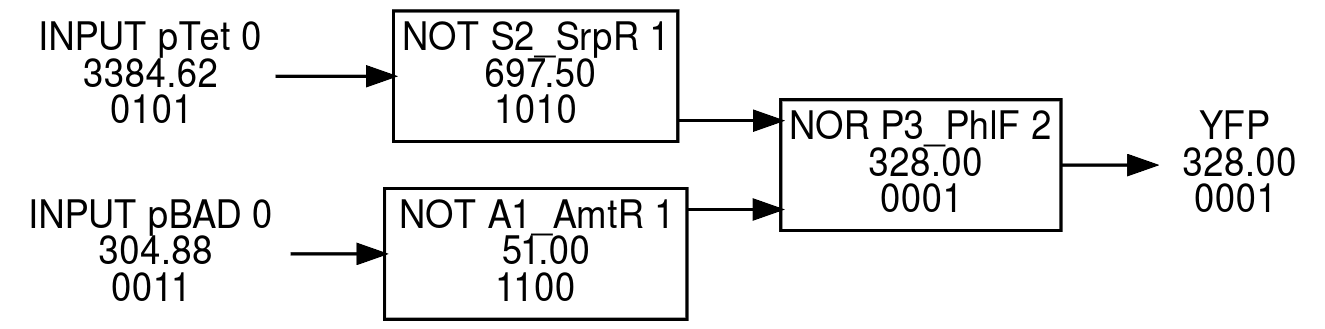 INPUT pTet 0
3384.62
0101
NOT S2_SrpR 1
697.50
1010
INPUT pBAD 0
304.88
0011
NOT A1_AmtR 1
51.00
1100
NOR P3_PhlF 2
328.00
0001
YFP
328.00
0001